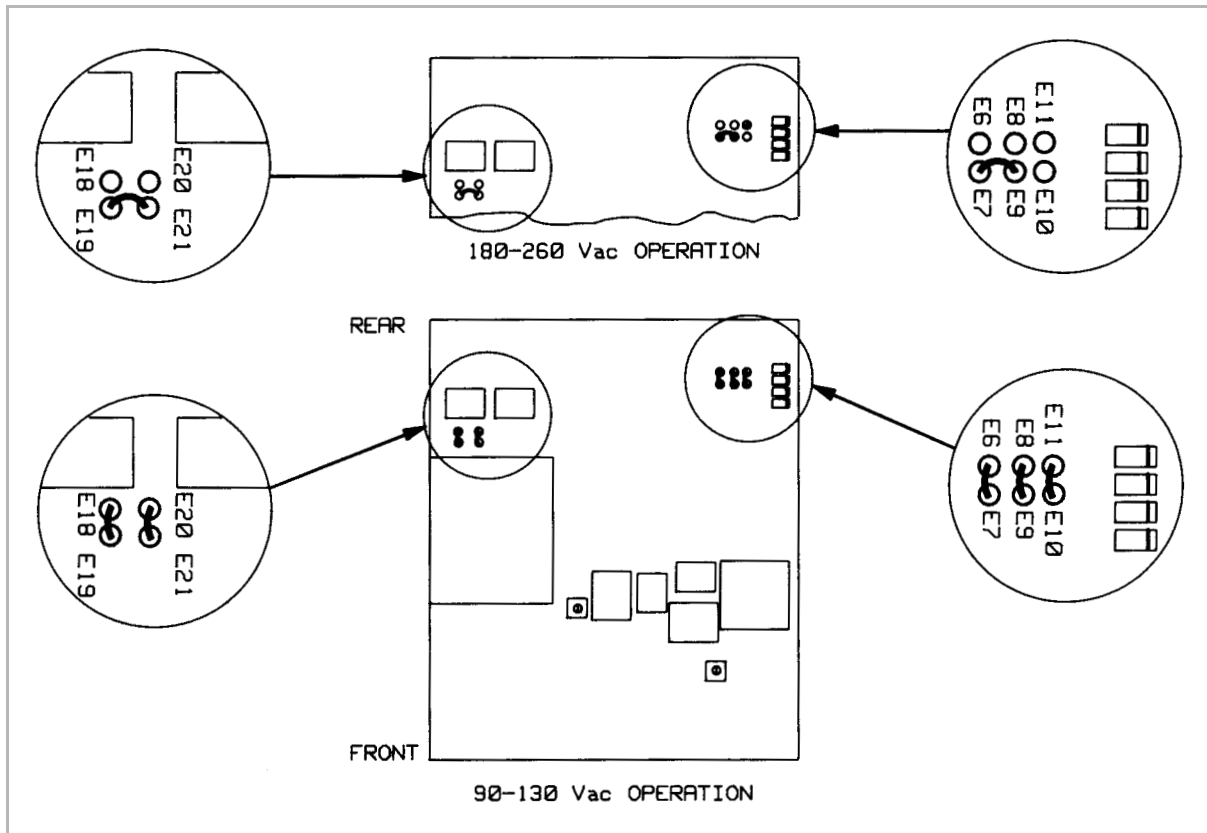 E18 E19
E20 E21
E6
E8
E11
E7
E9
E10
180-260 Vac OPERATION
REAR
E18 E19
E20 E21
E6
E8
E11
E7
E9
E10
FRONT
90-130 Vac OPERATION